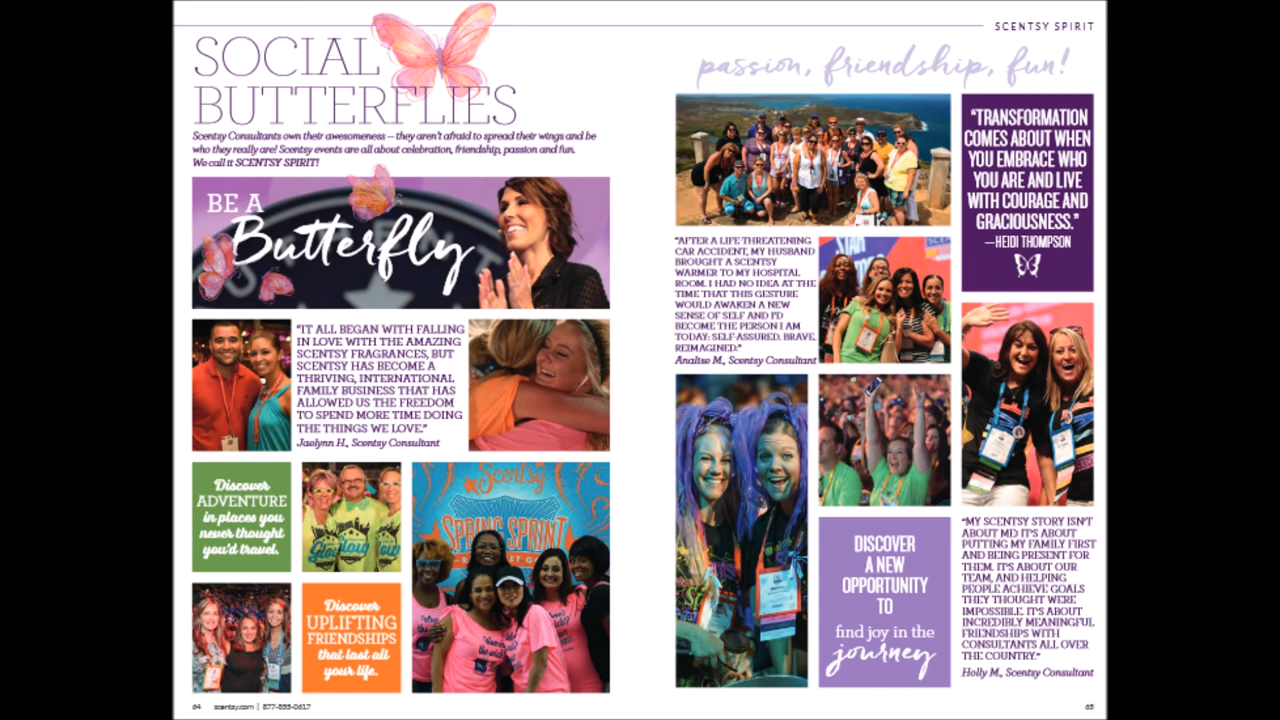 SOCIAL
BUTTERFLIES
Scentsy Consultants own their awesomeness — they aren't afraid to spread their wings and be
who they really are! Scentsy events are all about celebration, friendship, passion and fun.
We call it SCENTSY SPIRIT!
BE A
Butterfly
"IT ALL BEGAN WITH FALLING
IN LOVE WITH THE AMAZING
SCENTSY FRAGRANCES, BUT
SCENTSY HAS BECOME A
THRIVING, INTERNATIONAL
FAMILY BUSINESS THAT HAS
ALLOWED US THE FREEDOM
TO SPEND MORE TIME DOING
THE THINGS WE LOVE."
Jaelynn H., Scentsy Consultant
Discover
ADVENTURE
in places you
never thought
you'd travel.
Glow
Glow
Scentsy
SPRING SPRINT
Discover
UPLIFTING
FRIENDSHIPS
that last all
your life.
64 scentsy.com | 877-855-0617
SCENTSY SPIRIT
passion, friendship, fun!
"TRANSFORMATION
COMES ABOUT WHEN
YOU EMBRACE WHO
YOU ARE AND LIVE
WITH COURAGE AND
GRACIOUSNESS."
—HEIDI THOMPSON
"AFTER A LIFE-THREATENING
CAR ACCIDENT, MY HUSBAND
BROUGHT A SCENTSY
WARMER TO MY HOSPITAL
ROOM. I HAD NO IDEA AT THE
TIME THAT THIS GESTURE
WOULD AWAKEN A NEW
SENSE OF SELF AND I'D
BECOME THE PERSON I AM
TODAY: SELF-ASSURED. BRAVE.
REIMAGINED."
Analise M., Scentsy Consultant
STAR
DISCOVER
A NEW
OPPORTUNITY
TO
find joy in the
journey
"MY SCENTSY STORY ISN'T
ABOUT ME! IT'S ABOUT
PUTTING MY FAMILY FIRST
AND BEING PRESENT FOR
THEM. IT'S ABOUT OUR
TEAM, AND HELPING
PEOPLE ACHIEVE GOALS
THEY THOUGHT WERE
IMPOSSIBLE. IT'S ABOUT
INCREDIBLY MEANINGFUL
FRIENDSHIPS WITH
CONSULTANTS ALL OVER
THE COUNTRY."
Holly M., Scentsy Consultant
65